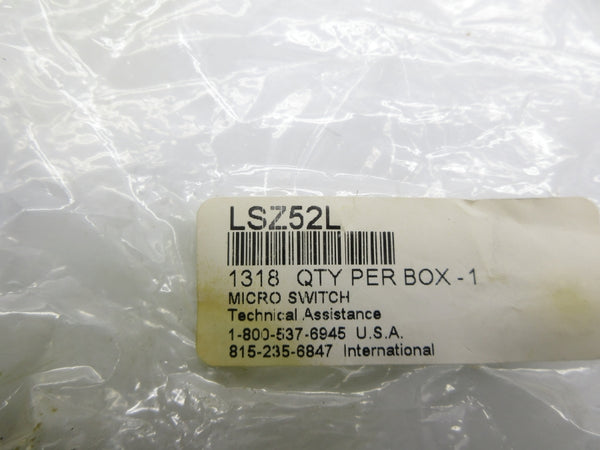 LSZ52L
1318 QTY PER BOX - 1
MICRO SWITCH
Technical Assistance
1-800-537-6945 U.S.A.
815-235-6847 International